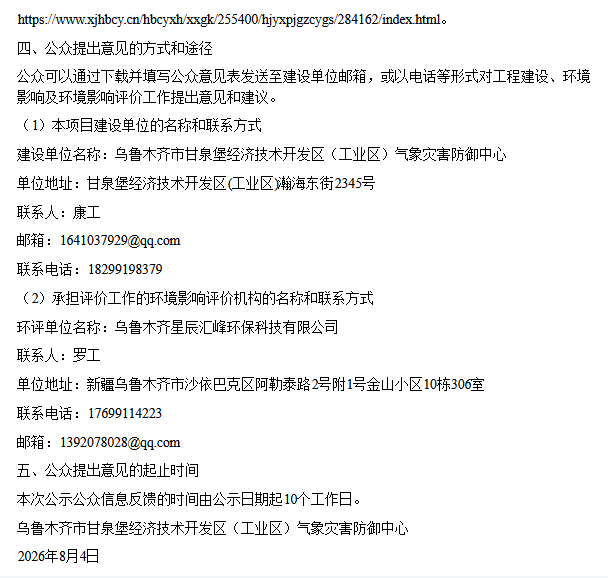 https://www.xjhbcy.cn/hbcyxh/xxgk/255400/hjyxpjgzcygs/284162/index.html。
四、公众提出意见的方式和途径
公众可以通过下载并填写公众意见表发送至建设单位邮箱，或以电话等形式对工程建设、环境
影响及环境影响评价工作提出意见和建议。
（1）本项目建设单位的名称和联系方式
建设单位名称：乌鲁木齐市甘泉堡经济技术开发区（工业区）气象灾害防御中心
单位地址：甘泉堡经济技术开发区(工业区)瀚海东街2345号
联系人：康工
邮箱：1641037929@qq.com
联系电话：18299198379
（2）承担评价工作的环境影响评价机构的名称和联系方式
环评单位名称：乌鲁木齐星辰汇峰环保科技有限公司
联系人：罗工
单位地址：新疆乌鲁木齐市沙依巴克区阿勒泰路2号附1号金山小区10栋306室
联系电话：17699114223
邮箱：1392078028@qq.com
五、公众提出意见的起止时间
本次公示公众信息反馈的时间由公示日期起10个工作日。
乌鲁木齐市甘泉堡经济技术开发区（工业区）气象灾害防御中心
2026年8月4日